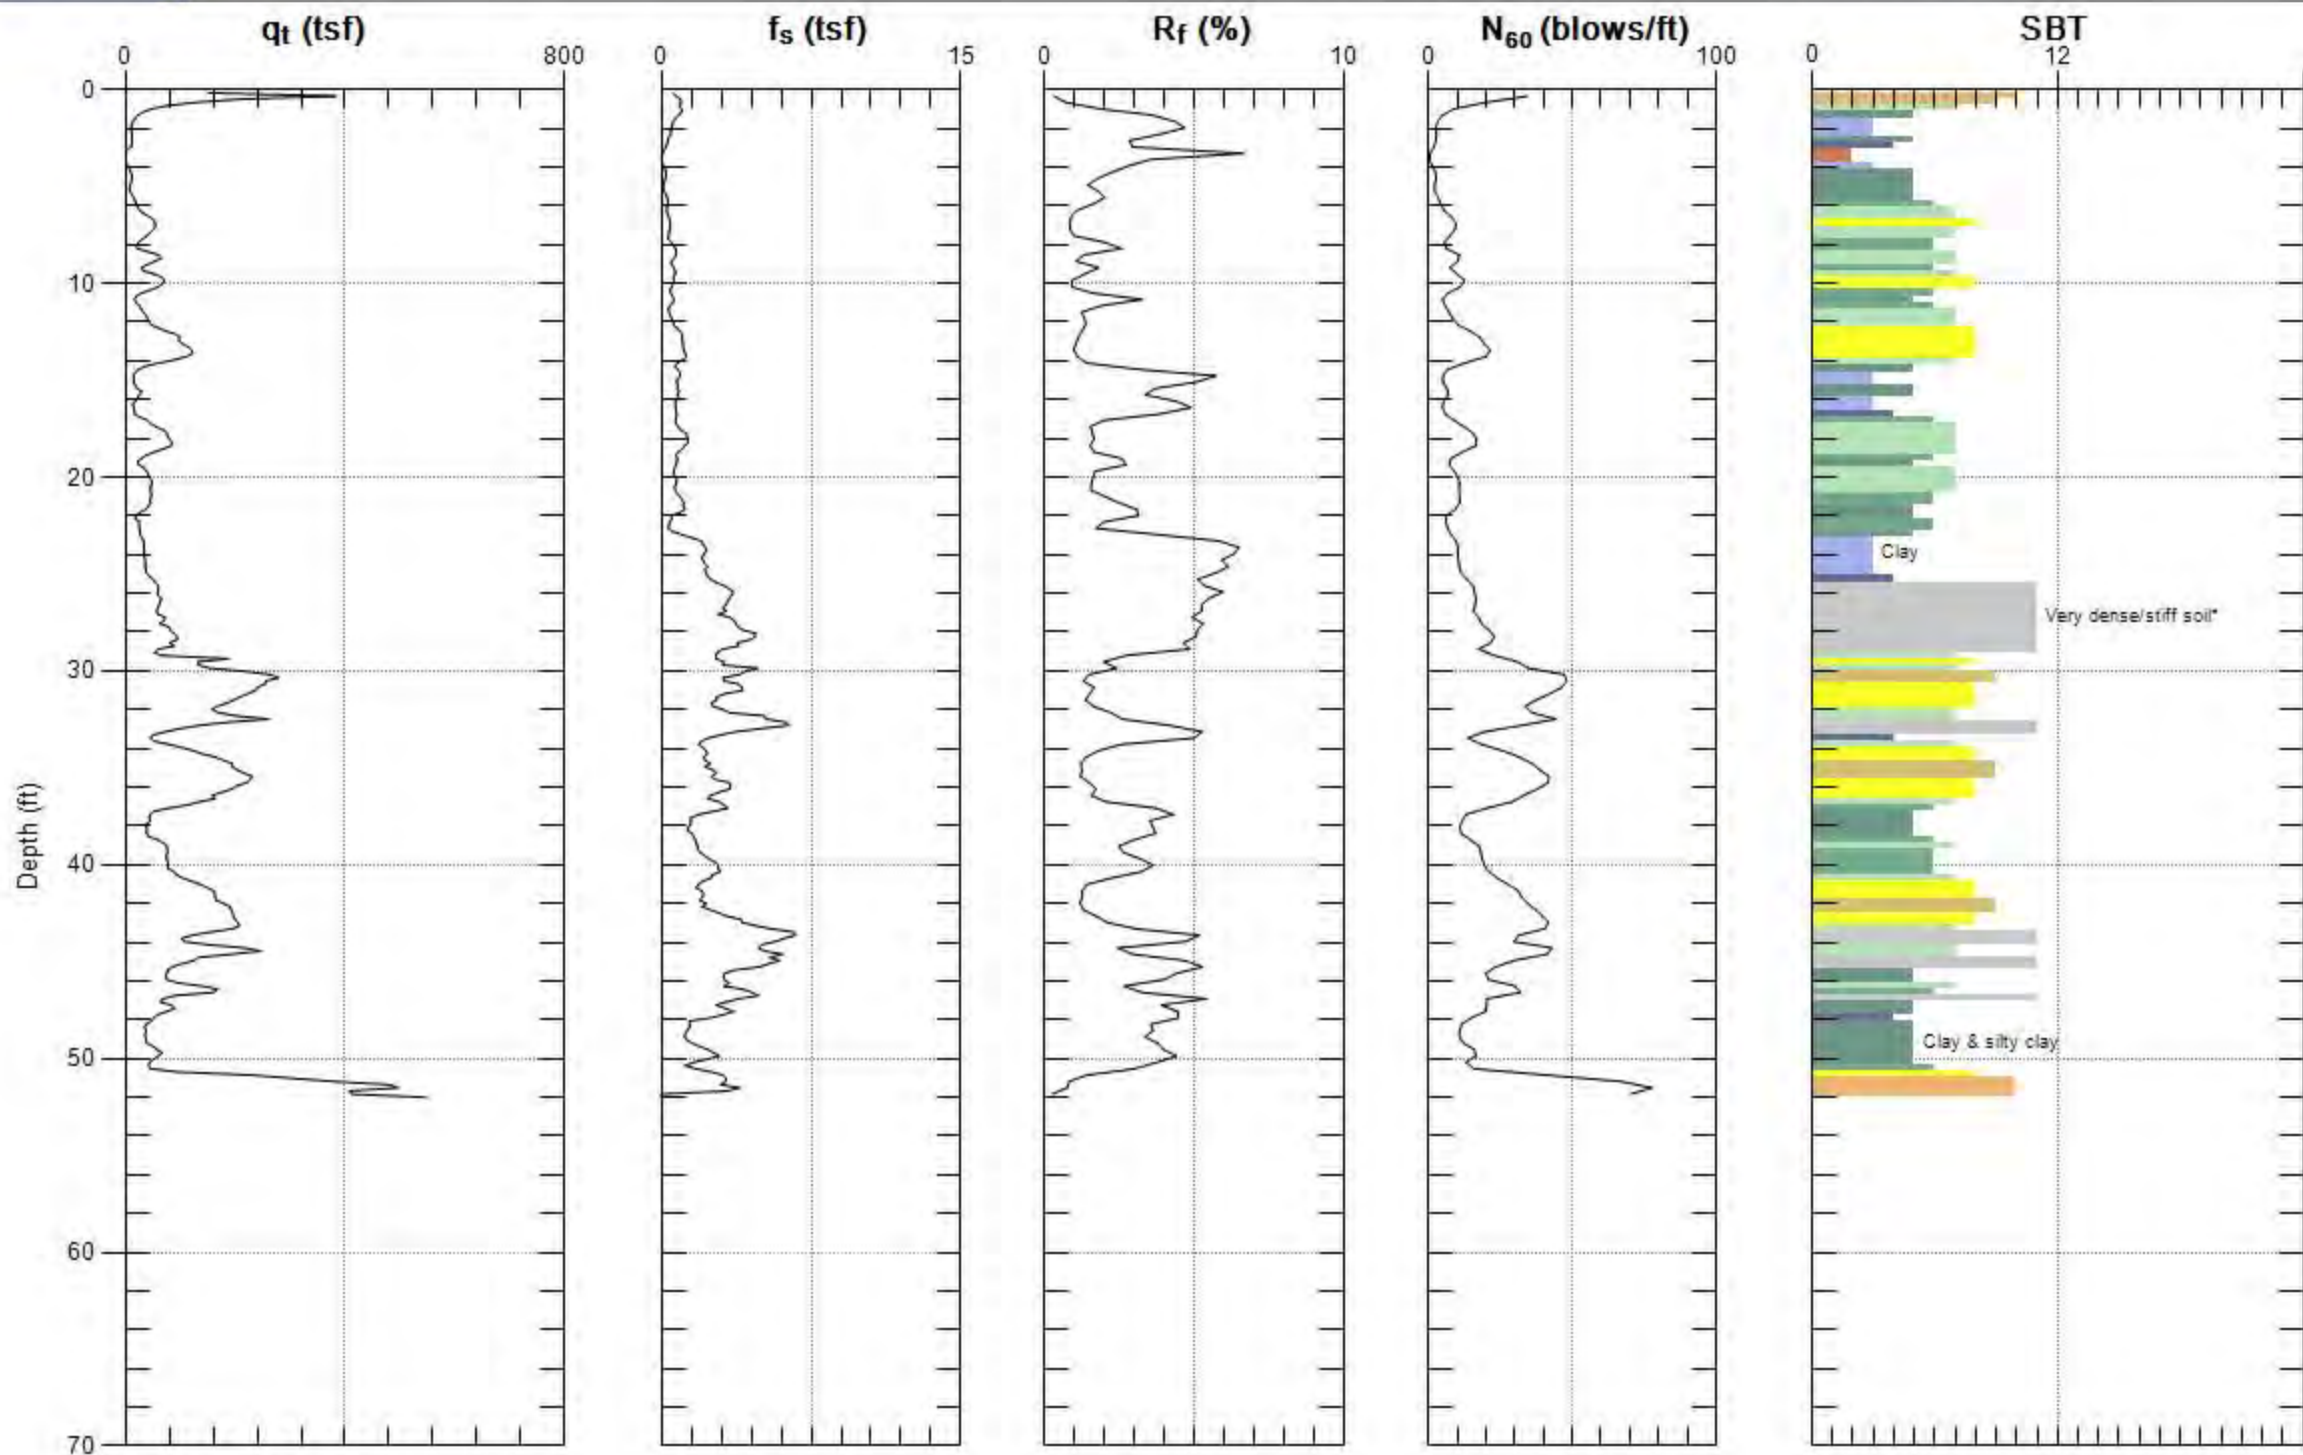 qt (tsf)
fs (tsf)
Rf (%)
N60 (blows/ft)
SBT
0 800
0 15
0 10
0 100
0 12
0
10
20
Clay
Very dense/stiff soil*
30
Depth (ft)
40
Clay & silty clay
50
60
70